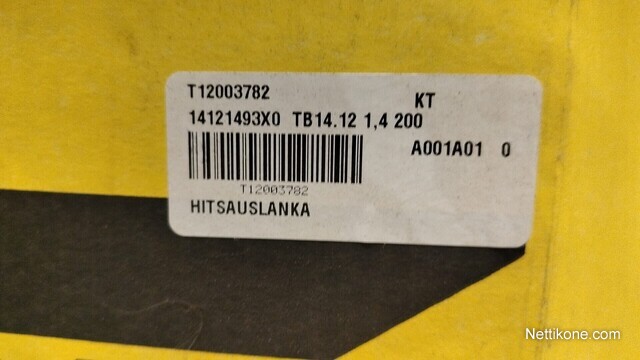 T12003782
KT
14121493X0 TB14.12 1,4 200
A001A01 0
T12003782
HITSAUSLANKA
Nettikone.com